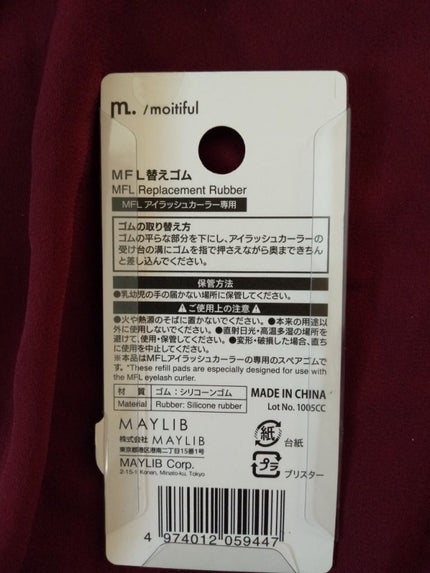 m. /moitiful
MFL替えゴム
MFL Replacement Rubber
MFL アイラッシュカーラー専用
ゴムの取り替え方
ゴムの平らな部分を下にし、アイラッシュカーラーの
受け台の溝にゴムを指で押さえながら奥まできちん
と差し込んでください。
保管方法
●乳幼児の手の届かない場所に保管してください。
⚠ご使用上の注意⚠
●火や熱源のそばに置かないでください。●本来の用途以
外に使用しないでください。●直射日光・高温多湿の場所を
避けて、使用・保管してください。●変形・破損した場合、直ち
に使用を中止してください。
※本品はMFLアイラッシュカーラーの専用のスペアゴムで
す。*These refill pads are especially designed for use with
the MFL eyelash curler.
材 質 ゴム:シリコーンゴム
Material Rubber: Silicone rubber
MADE IN CHINA
Lot No. 1005CC
MAYLIB
株式会社 MAYLIB
東京都港区港南二丁目15番1号
MAYLIB Corp.
2-15-1 Konan, Minato-ku, Tokyo
紙 台紙
プラ ブリスター
4 974012 059447